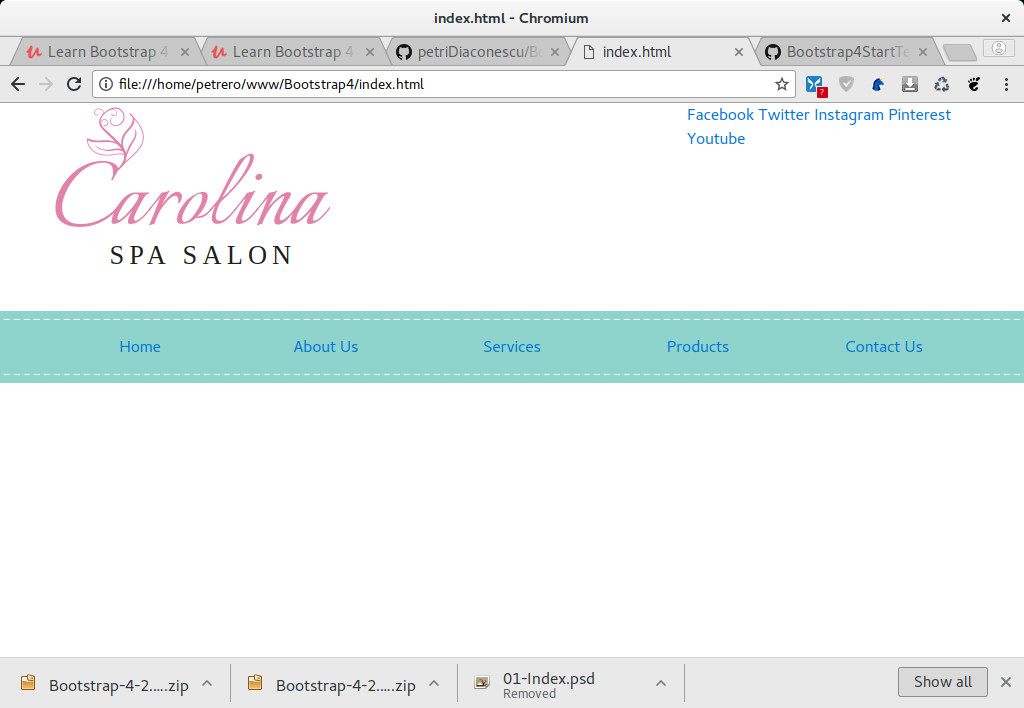 index.html - Chromium
Learn Bootstrap 4
Learn Bootstrap 4
petriDiaconescu/B
index.html
Bootstrap4StartTe
file:///home/petrero/www/Bootstrap4/index.html
?
Carolina
SPA SALON
Facebook Twitter Instagram Pinterest
Youtube
Home About Us Services Products Contact Us
Bootstrap-4-2.....zip
Bootstrap-4-2.....zip
01-Index.psd
Removed
Show all